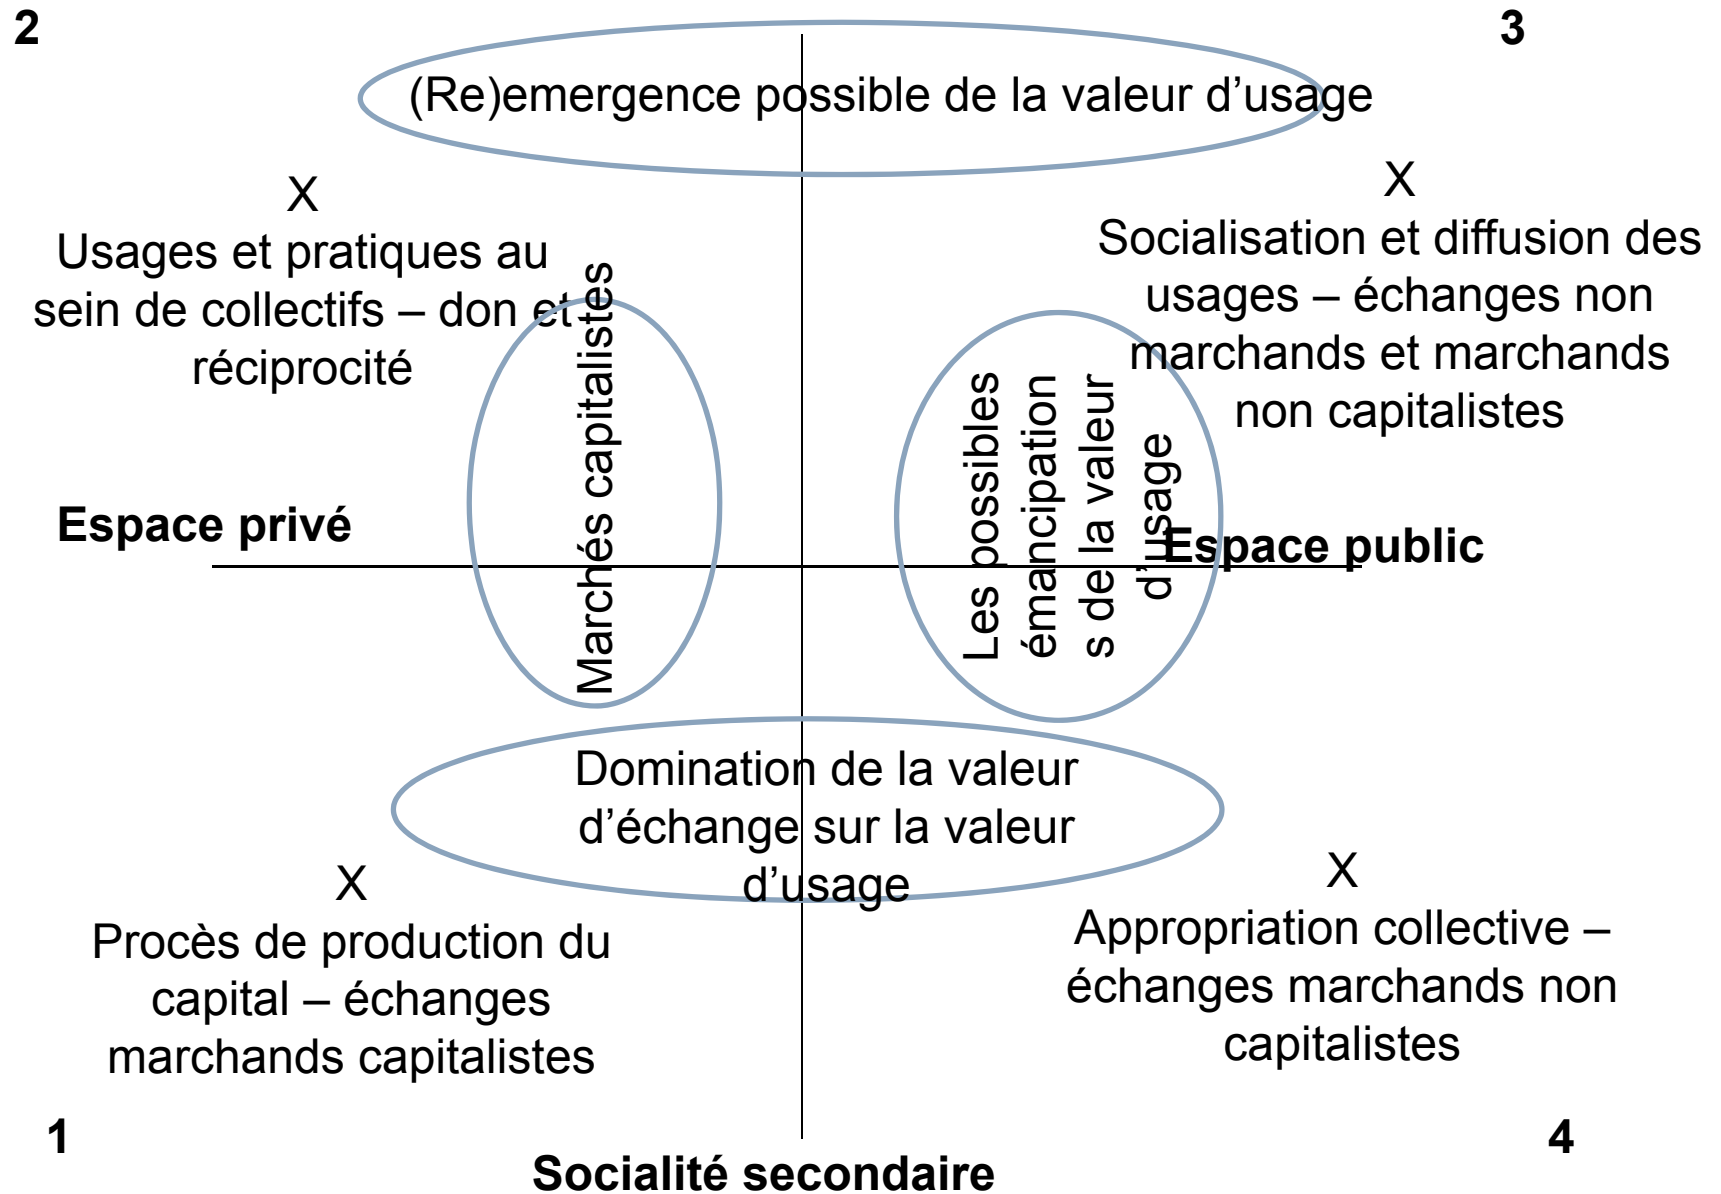 2
3
(Re)emergence possible de la valeur d’usage
X
Usages et pratiques au
sein de collectifs – don et
réciprocité
X
Socialisation et diffusion des
usages – échanges non
marchands et marchands
non capitalistes
Marchés capitalistes
Les possibles
émancipation
s de la valeur
d’usage
Espace privé
Espace public
Domination de la valeur
d’échange sur la valeur
d’usage
X
Procès de production du
capital – échanges
marchands capitalistes
X
Appropriation collective –
échanges marchands non
capitalistes
1
4
Socialité secondaire